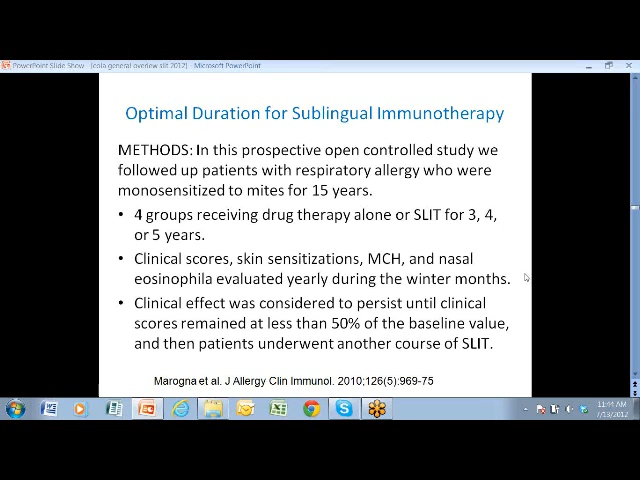 PowerPoint Slide Show - [cola general overiew slit 2012] - Microsoft PowerPoint
Optimal Duration for Sublingual Immunotherapy
METHODS: In this prospective open controlled study we
followed up patients with respiratory allergy who were
monosensitized to mites for 15 years.
• 4 groups receiving drug therapy alone or SLIT for 3, 4,
or 5 years.
• Clinical scores, skin sensitizations, MCH, and nasal
eosinophila evaluated yearly during the winter months.
• Clinical effect was considered to persist until clinical
scores remained at less than 50% of the baseline value,
and then patients underwent another course of SLIT.
Marogna et al. J Allergy Clin Immunol. 2010;126(5):969-75
11:44 AM
7/13/2012